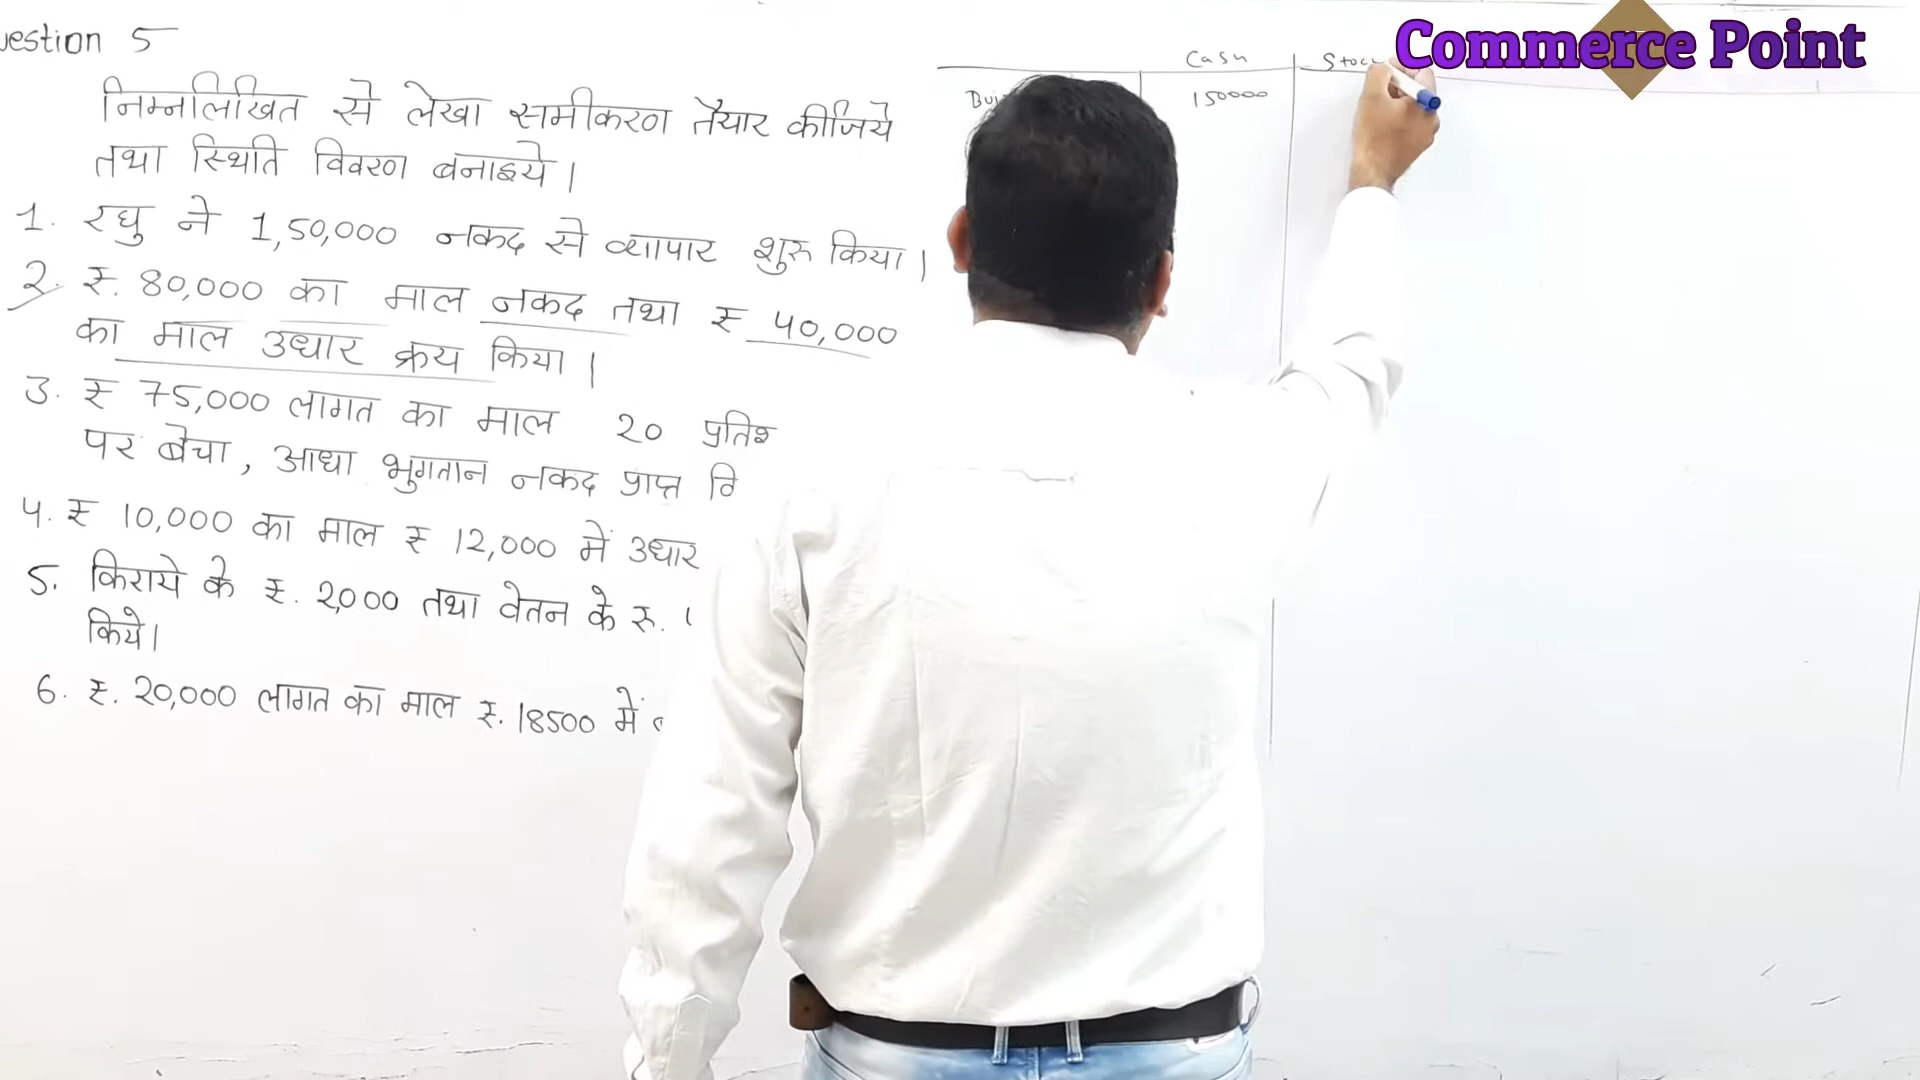 uestion 5
निम्नलिखित से लेखा समीकरण तैयार कीजिये
तथा स्थिति विवरण बनाइये।
1. रघु ने 1,50,000 नकद से व्यापार शुरू किया।
2. ₹. 80,000 का माल नकद तथा ₹ 40,000
का माल उधार क्रय किया।
3. ₹ 75,000 लागत का माल 20 प्रतिश
पर बेचा, आधा भुगतान नकद प्राप्त
4. ₹ 10,000 का माल ₹ 12,000 में उधार
5. किराये के ₹. 2,000 तथा वेतन के रू.
किये।
6. ₹. 20,000 लागत का माल ₹. 18500 में
Cash Stoc
150000
Commerce Point